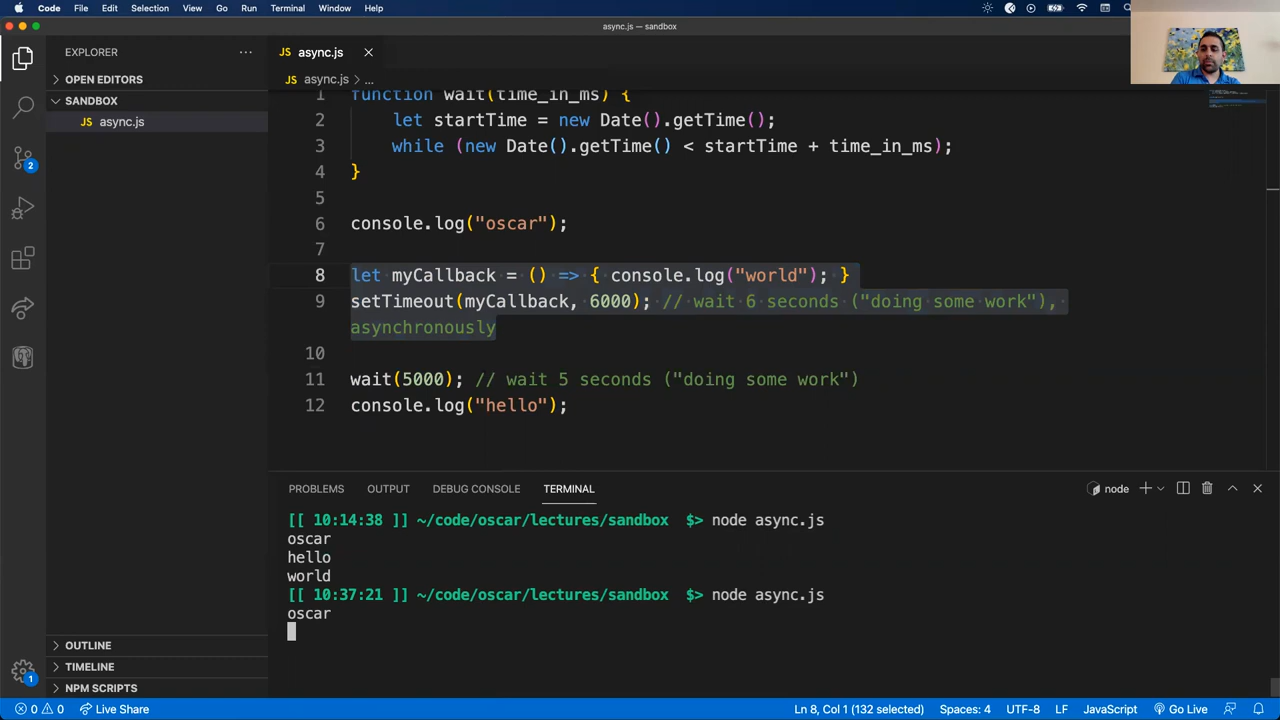 Code File Edit Selection View Go Run Terminal Window Help
async.js — sandbox
EXPLORER
JS async.js
OPEN EDITORS
JS async.js > ...
SANDBOX
JS async.js
1 function wait(time_in_ms) {
2 let startTime = new Date().getTime();
3 while (new Date().getTime() < startTime + time_in_ms);
4 }
5
6 console.log("oscar");
7
8 let myCallback = () => { console.log("world"); }
9 setTimeout(myCallback, 6000); // wait 6 seconds ("doing some work"),
asynchronously
10
11 wait(5000); // wait 5 seconds ("doing some work")
12 console.log("hello");
2
PROBLEMS OUTPUT DEBUG CONSOLE TERMINAL
node
[[ 10:14:38 ]] ~/code/oscar/lectures/sandbox $> node async.js
oscar
hello
world
[[ 10:37:21 ]] ~/code/oscar/lectures/sandbox $> node async.js
oscar
OUTLINE
TIMELINE
NPM SCRIPTS
1
0 0 Live Share
Ln 8, Col 1 (132 selected) Spaces: 4 UTF-8 LF JavaScript Go Live